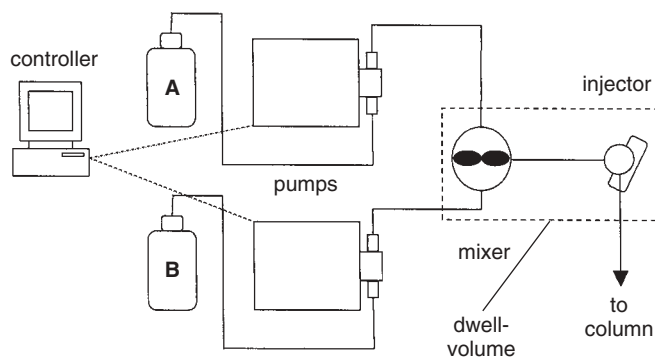 controller
A
injector
pumps
B
mixer
dwell-
volume
to
column